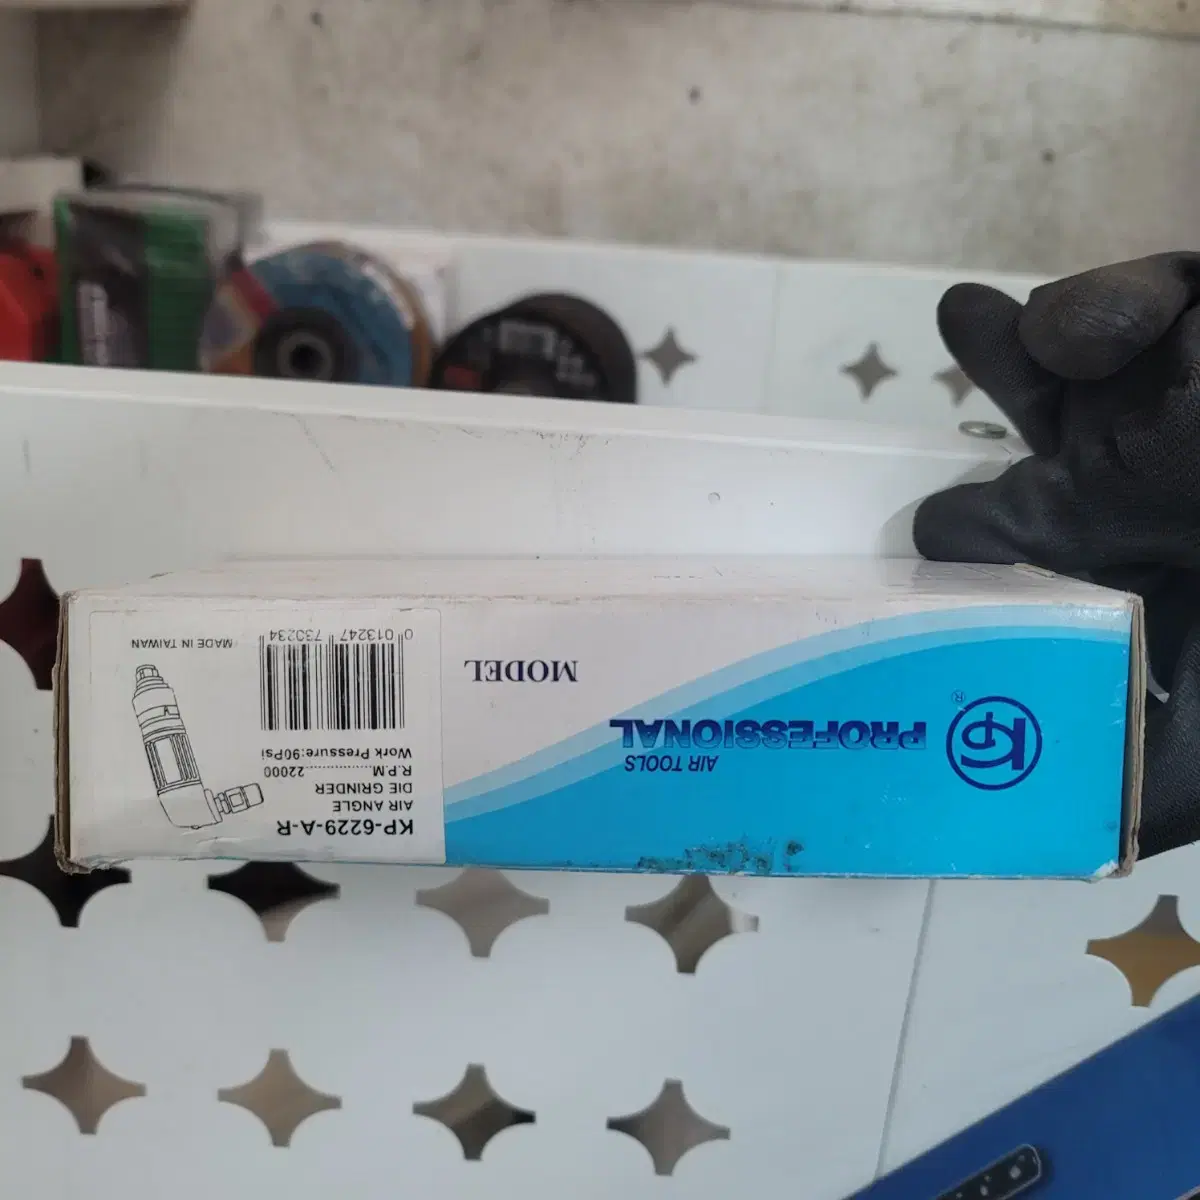 KP
®
AIR TOOLS
PROFESSIONAL
MODEL
KP-6229-A-R
AIR ANGLE
DIE GRINDER
R.P.M..............22000
Work Pressure:90Psi
0 013247 730234
MADE IN TAIWAN